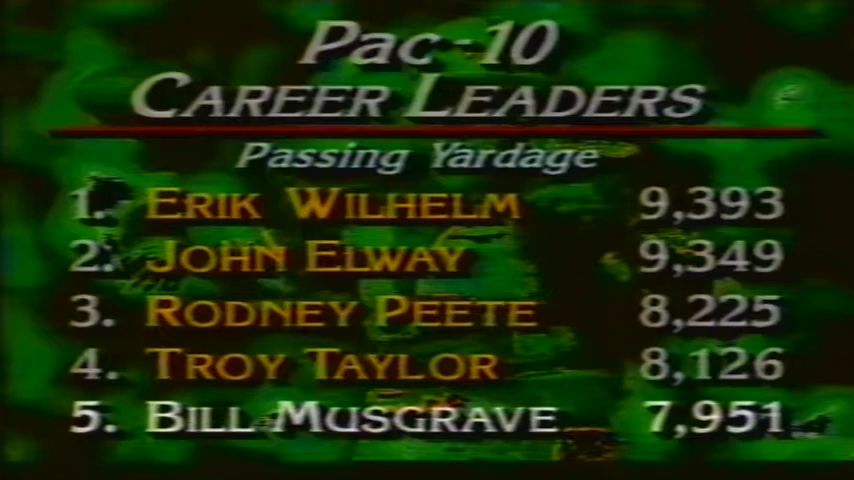 Pac-10
CAREER LEADERS
Passing Yardage
1. ERIK WILHELM 9,393
2. JOHN ELWAY 9,349
3. RODNEY PEETE 8,225
4. TROY TAYLOR 8,126
5. BILL MUSGRAVE 7,951